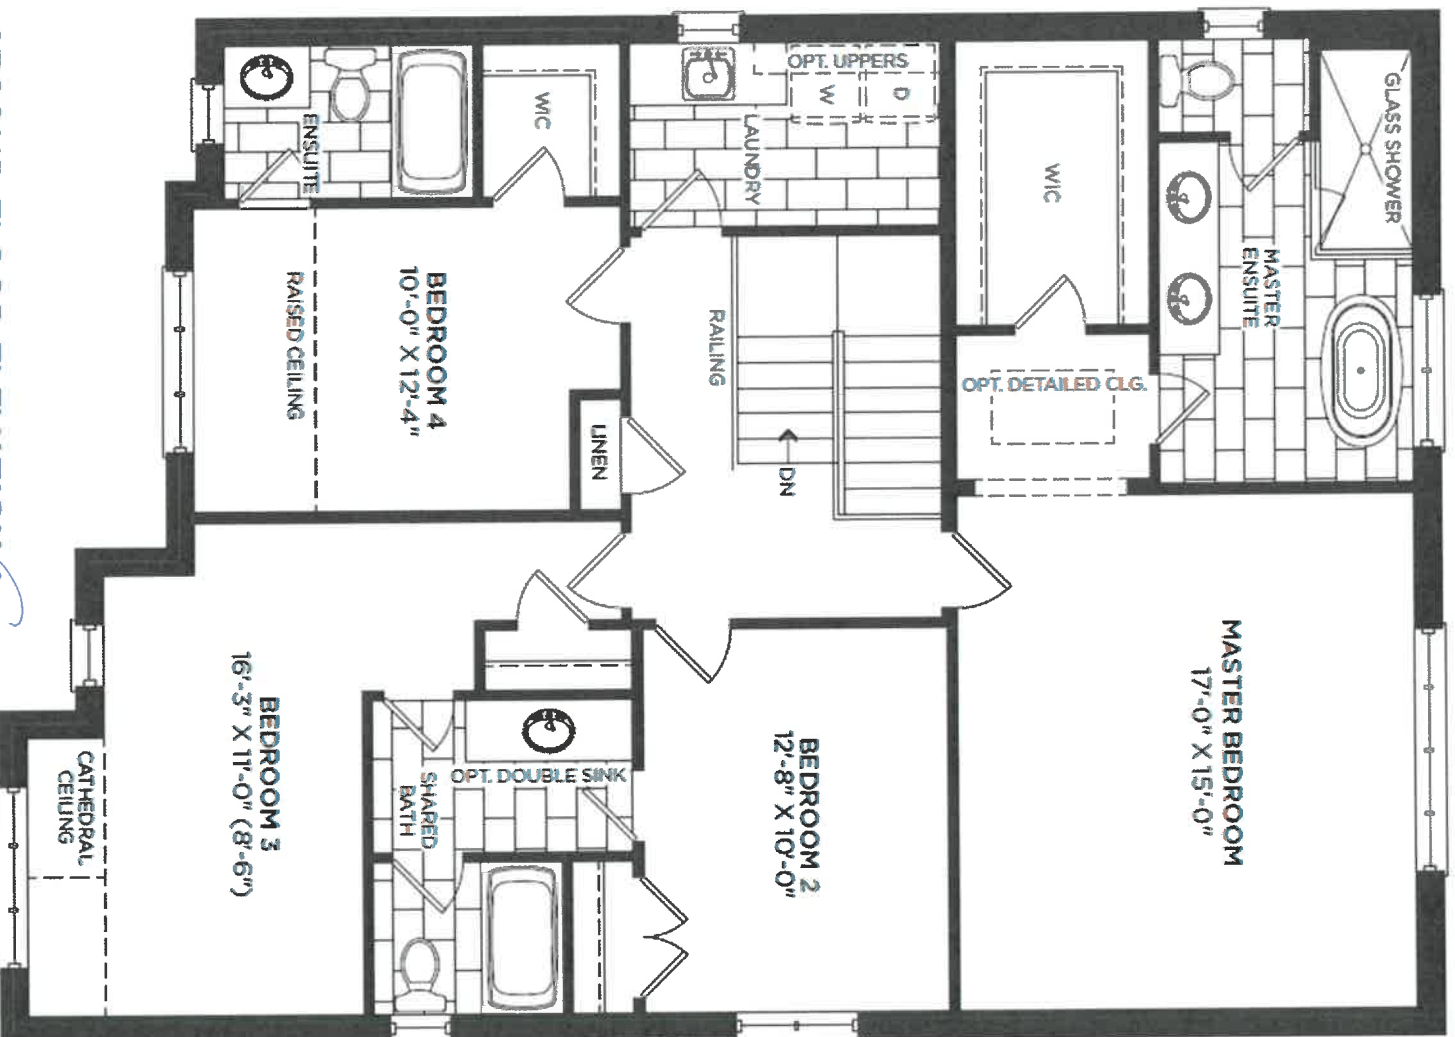 GLASS SHOWER
MASTER
ENSUITE
MASTER BEDROOM
17'-0" X 15'-0"
WIC
OPT. DETAILED CLG.
OPT. UPPERS
W
D
LAUNDRY
RAILING
DN
BEDROOM 2
12'-8" X 10'-0"
WIC
LINEN
OPT. DOUBLE SINK
SHARED
BATH
ENSUITE
BEDROOM 4
10'-0" X 12'-4"
RAISED CEILING
BEDROOM 3
16'-3" X 11'-0" (8'-6")
CATHEDRAL
CEILING